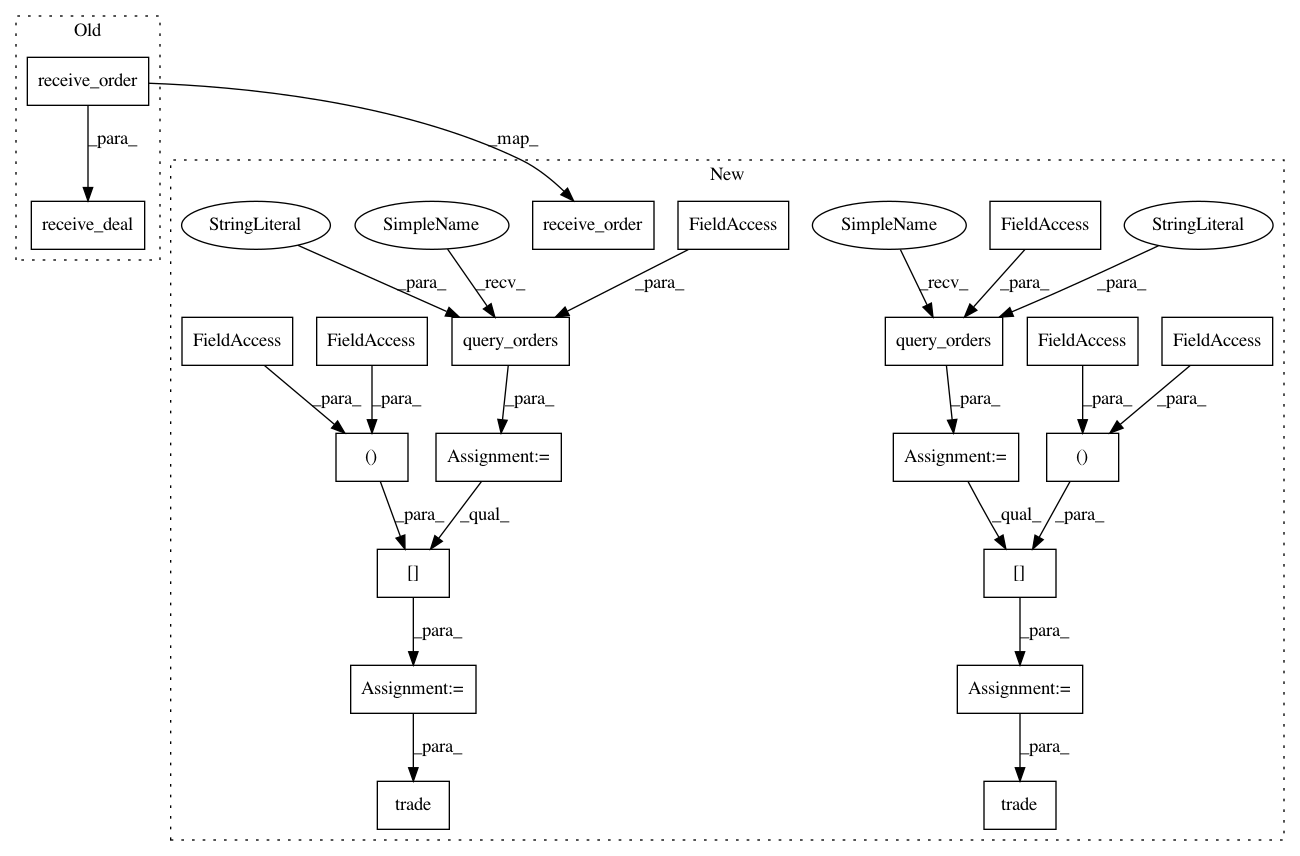 Old
receive_order
_para_
_map_
New
receive_deal
StringLiteral
SimpleName
receive_order
FieldAccess
SimpleName
FieldAccess
StringLiteral
_para_
_recv_
_para_
_recv_
_para_
_para_
FieldAccess
FieldAccess
query_orders
query_orders
FieldAccess
FieldAccess
_para_
_para_
_para_
_para_
_para_
_para_
()
Assignment:=
Assignment:=
()
_para_
_qual_
_qual_
_para_
[]
[]
_para_
_para_
Assignment:=
Assignment:=
_para_
_para_
trade
trade